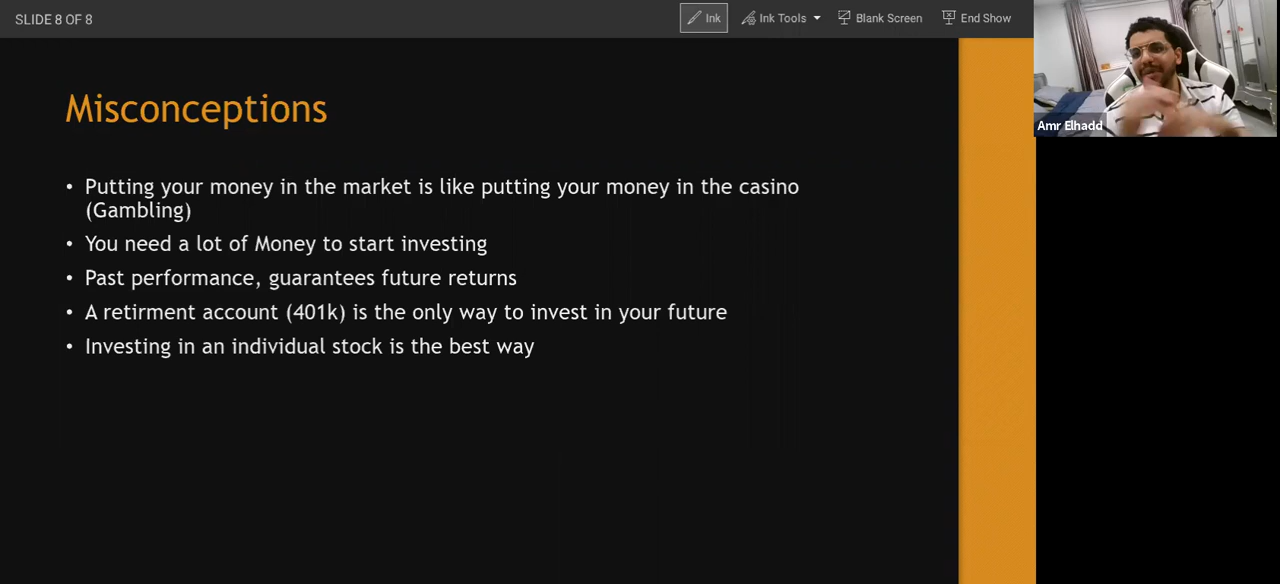 SLIDE 8 OF 8
Ink
Ink Tools
Blank Screen
End Show
Amr Elhadd
Misconceptions
• Putting your money in the market is like putting your money in the casino
(Gambling)
• You need a lot of Money to start investing
• Past performance, guarantees future returns
• A retirment account (401k) is the only way to invest in your future
• Investing in an individual stock is the best way